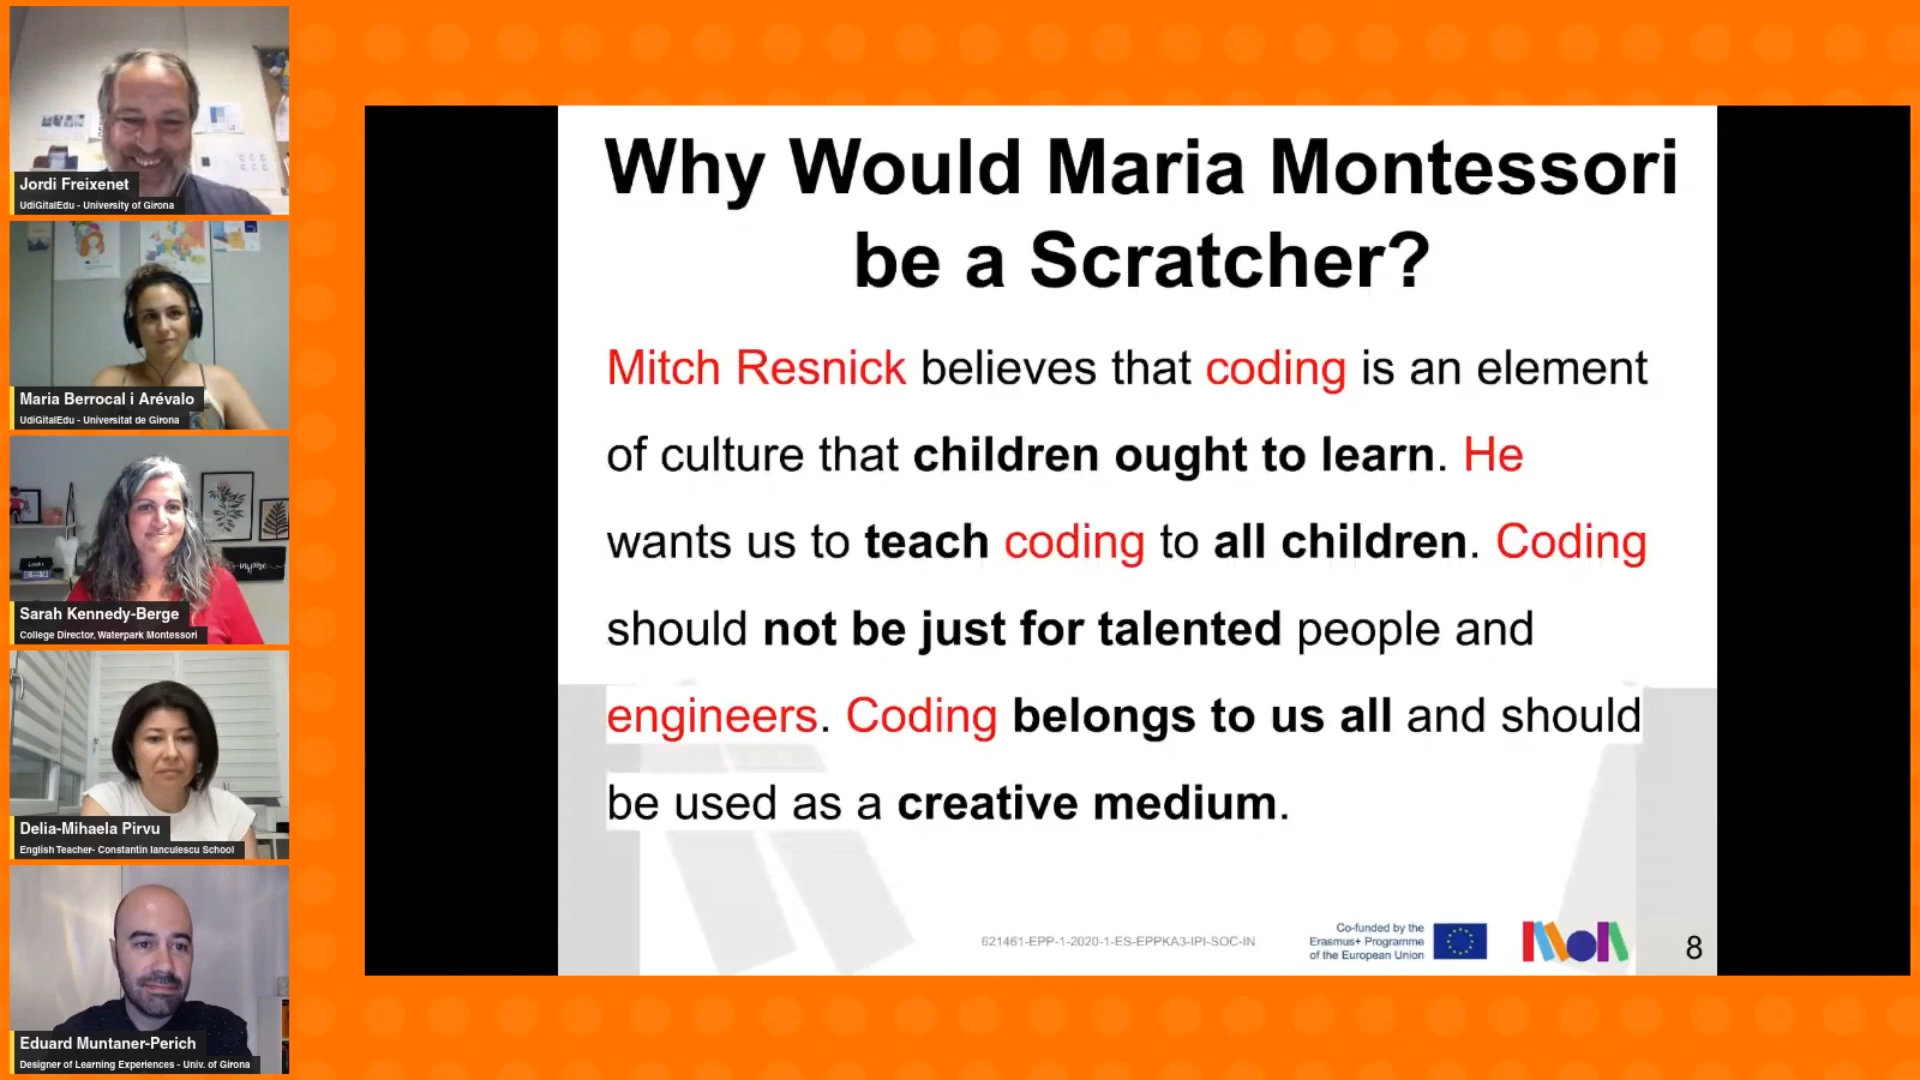 Jordi Freixenet
UdiGitalEdu - University of Girona
Maria Berrocal i Arévalo
UdiGitalEdu - Universitat de Girona
Sarah Kennedy-Berge
College Director, Waterpark Montessori
Delia-Mihaela Pirvu
English Teacher- Constantin Ianculescu School
Eduard Muntaner-Perich
Designer of Learning Experiences - Univ. of Girona
Why Would Maria Montessori
be a Scratcher?
Mitch Resnick believes that coding is an element
of culture that children ought to learn. He
wants us to teach coding to all children. Coding
should not be just for talented people and
engineers. Coding belongs to us all and should
be used as a creative medium.
621461-EPP-1-2020-1-ES-EPPKA3-IPI-SOC-IN
Co-funded by the
Erasmus+ Programme
of the European Union
8